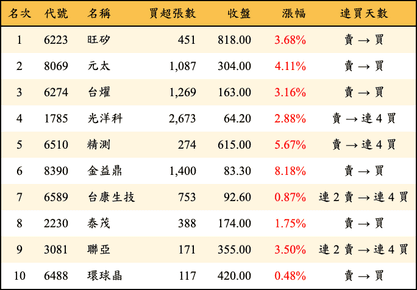 名次 代號 名稱 買超張數 收盤 漲幅 連買天數
1 6223 旺矽 451 818.00 3.68% 賣 → 買
2 8069 元太 1,087 304.00 4.11% 賣 → 買
3 6274 台燿 1,269 163.00 3.16% 賣 → 買
4 1785 光洋科 2,673 64.20 2.88% 賣 → 連 4 買
5 6510 精測 274 615.00 5.67% 賣 → 連 4 買
6 8390 金益鼎 1,400 83.30 8.18% 賣 → 買
7 6589 台康生技 753 92.60 0.87% 連 2 賣 → 連 4 買
8 2230 泰茂 388 174.00 1.75% 賣 → 買
9 3081 聯亞 171 355.00 3.50% 連 2 賣 → 連 4 買
10 6488 環球晶 117 420.00 0.48% 賣 → 買